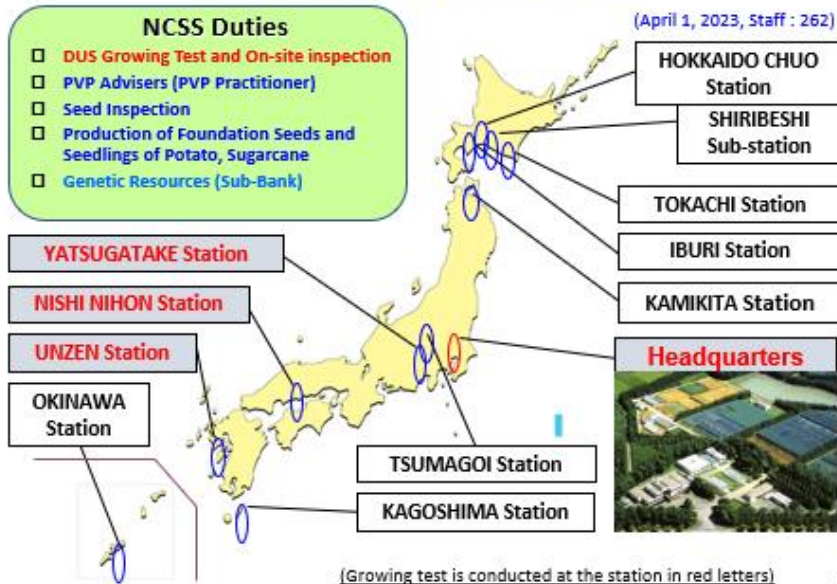 NCSS Duties
DUS Growing Test and On-site inspection
PVP Advisers (PVP Practitioner)
Seed Inspection
Production of Foundation Seeds and
Seedlings of Potato, Sugarcane
Genetic Resources (Sub-Bank)
(April 1, 2023, Staff : 262)
HOKKAIDO CHUO
Station
SHIRIBESHI
Sub-station
TOKACHI Station
IBURI Station
KAMIKITA Station
YATSUGATAKE Station
NISHI NIHON Station
UNZEN Station
OKINAWA
Station
Headquarters
TSUMAGOI Station
KAGOSHIMA Station
(Growing test is conducted at the station in red letters)